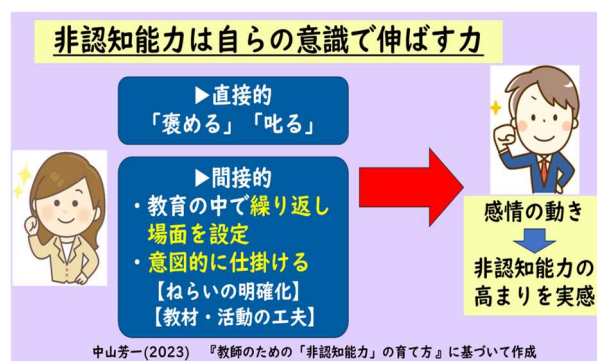 非認知能力は自らの意識で伸ばす力
▶直接的
「褒める」「叱る」
▶間接的
・教育の中で繰り返し
場面を設定
・意図的に仕掛ける
【ねらいの明確化】
【教材・活動の工夫】
感情の動き
非認知能力の
高まりを実感
中山芳一(2023) 『教師のための「非認知能力」の育て方』に基づいて作成